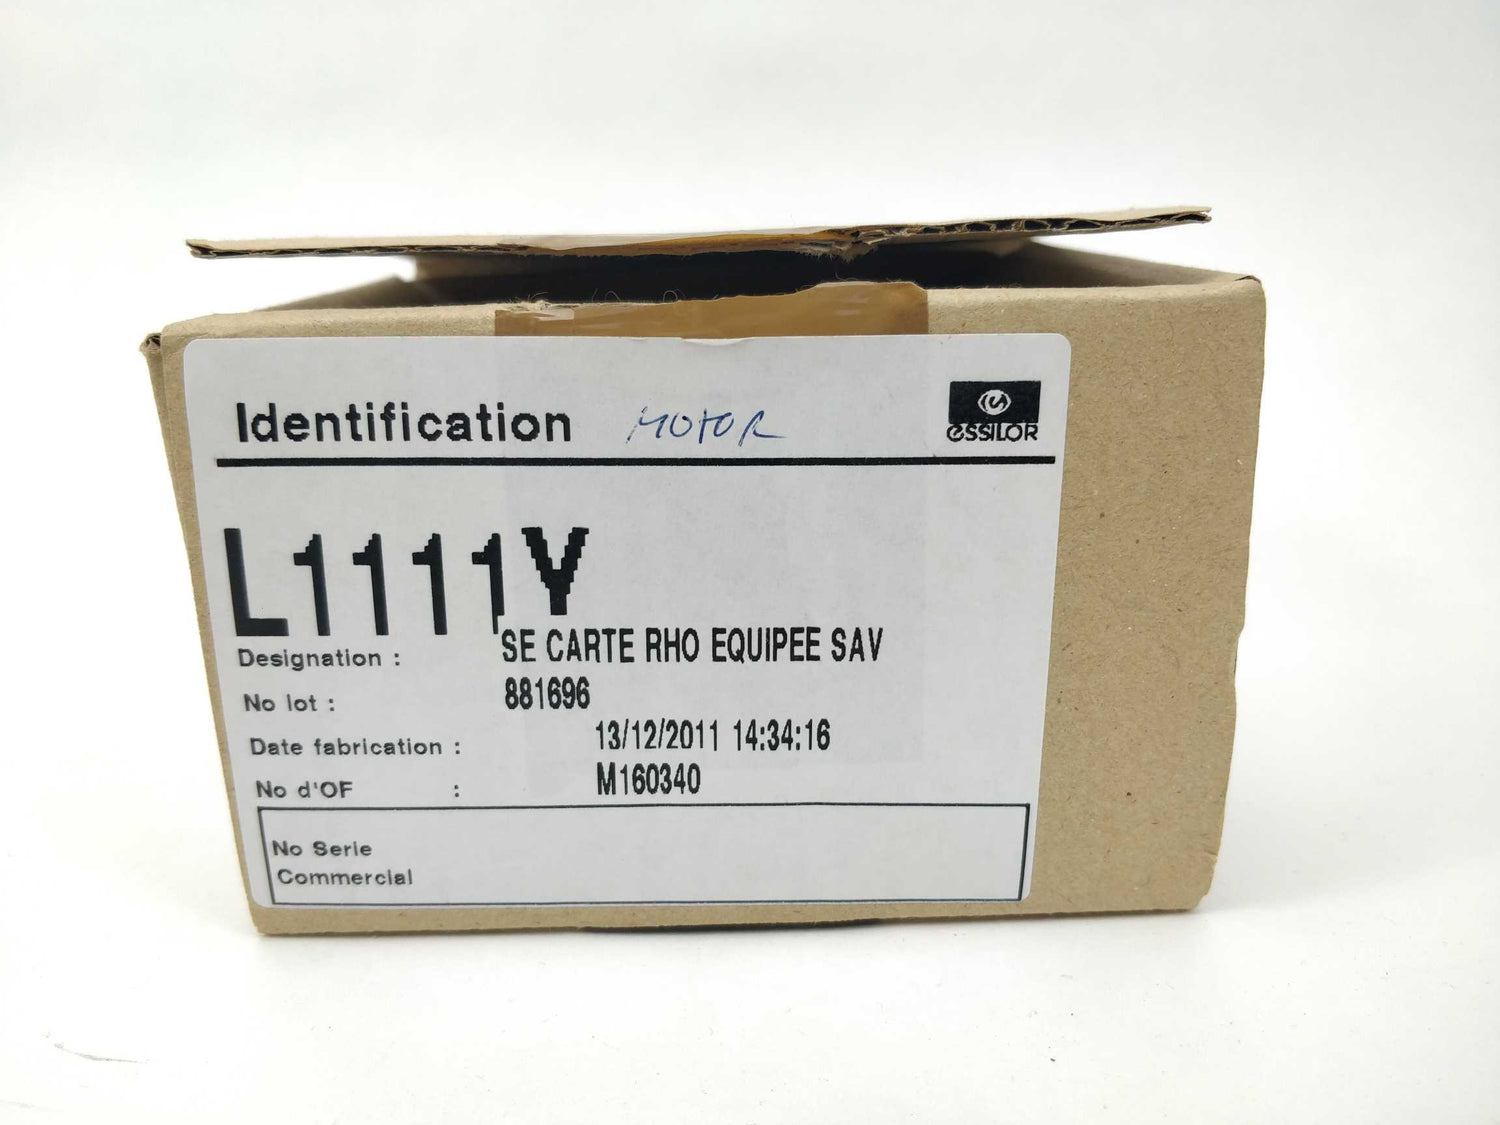 Identification MOTOR
essilor
L1111Y
Designation : SE CARTE RHO EQUIPEE SAV
No lot : 881696
Date fabrication : 13/12/2011 14:34:16
No d'OF : M160340
No Serie
Commercial